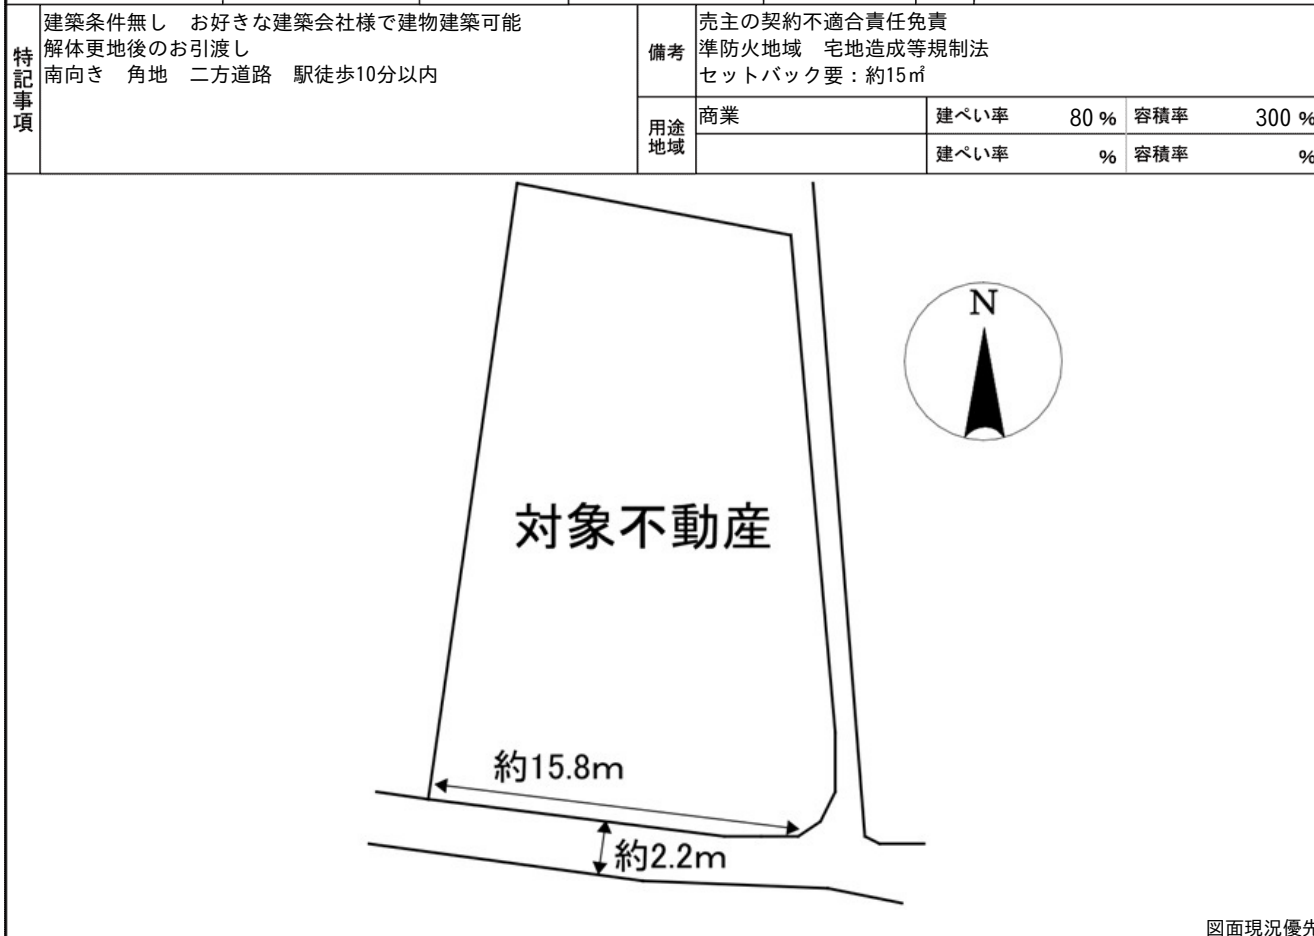 特記事項
建築条件無し　お好きな建築会社様で建物建築可能
解体更地後のお引渡し
南向き　角地　二方道路　駅徒歩10分以内
備考
売主の契約不適合責任免責
準防火地域　宅地造成等規制法
セットバック要：約15㎡
用途地域
商業　建ぺい率　80 %　容積率　300 %
建ぺい率　%　容積率　%
N
対象不動産
約15.8m
約2.2m
図面現況優先